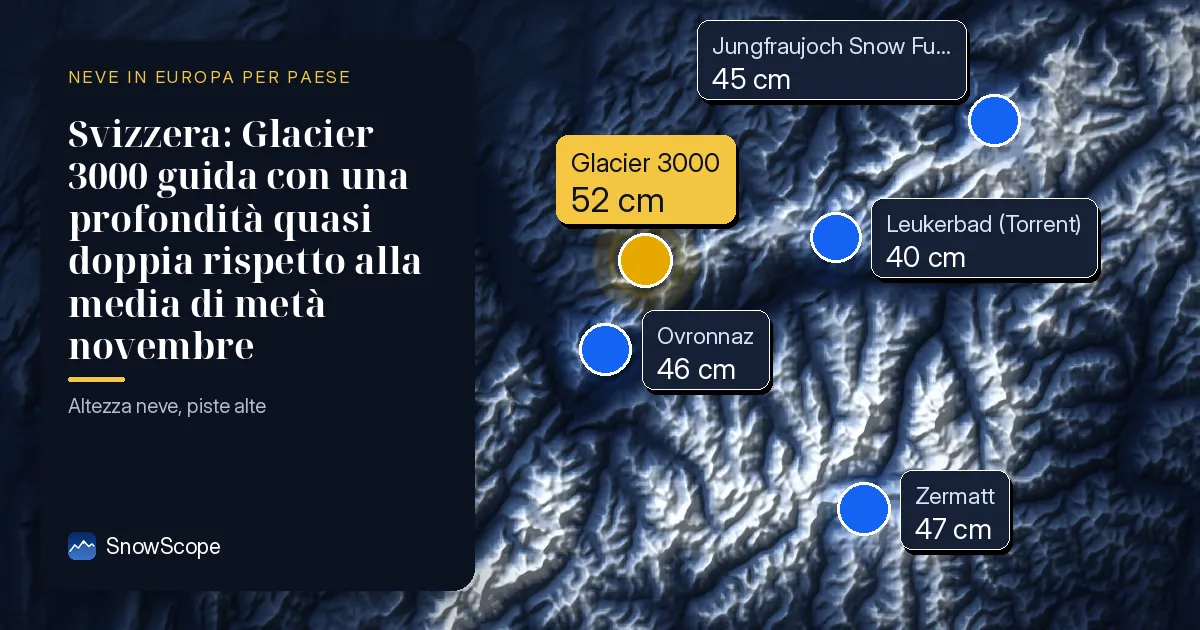 NEVE IN EUROPA PER PAESE
Svizzera: Glacier
3000 guida con una
profondità quasi
doppia rispetto alla
media di metà
novembre
Altezza neve, piste alte
SnowScope
Jungfraujoch Snow Fu...
45 cm
Glacier 3000
52 cm
Leukerbad (Torrent)
40 cm
Ovronnaz
46 cm
Zermatt
47 cm